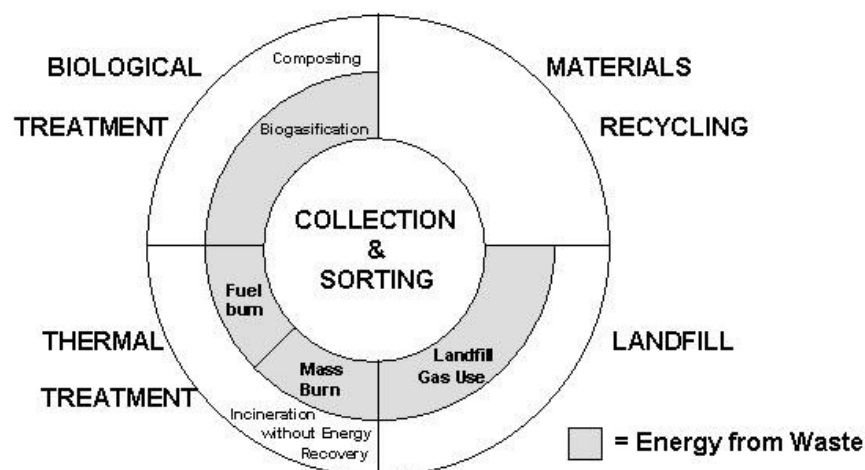 BIOLOGICAL
TREATMENT
Composting
Biogasification
MATERIALS
RECYCLING
COLLECTION
&
SORTING
Fuel
burn
Mass
Burn
Landfill
Gas Use
THERMAL
TREATMENT
Incineration
without Energy
Recovery
LANDFILL
= Energy from Waste